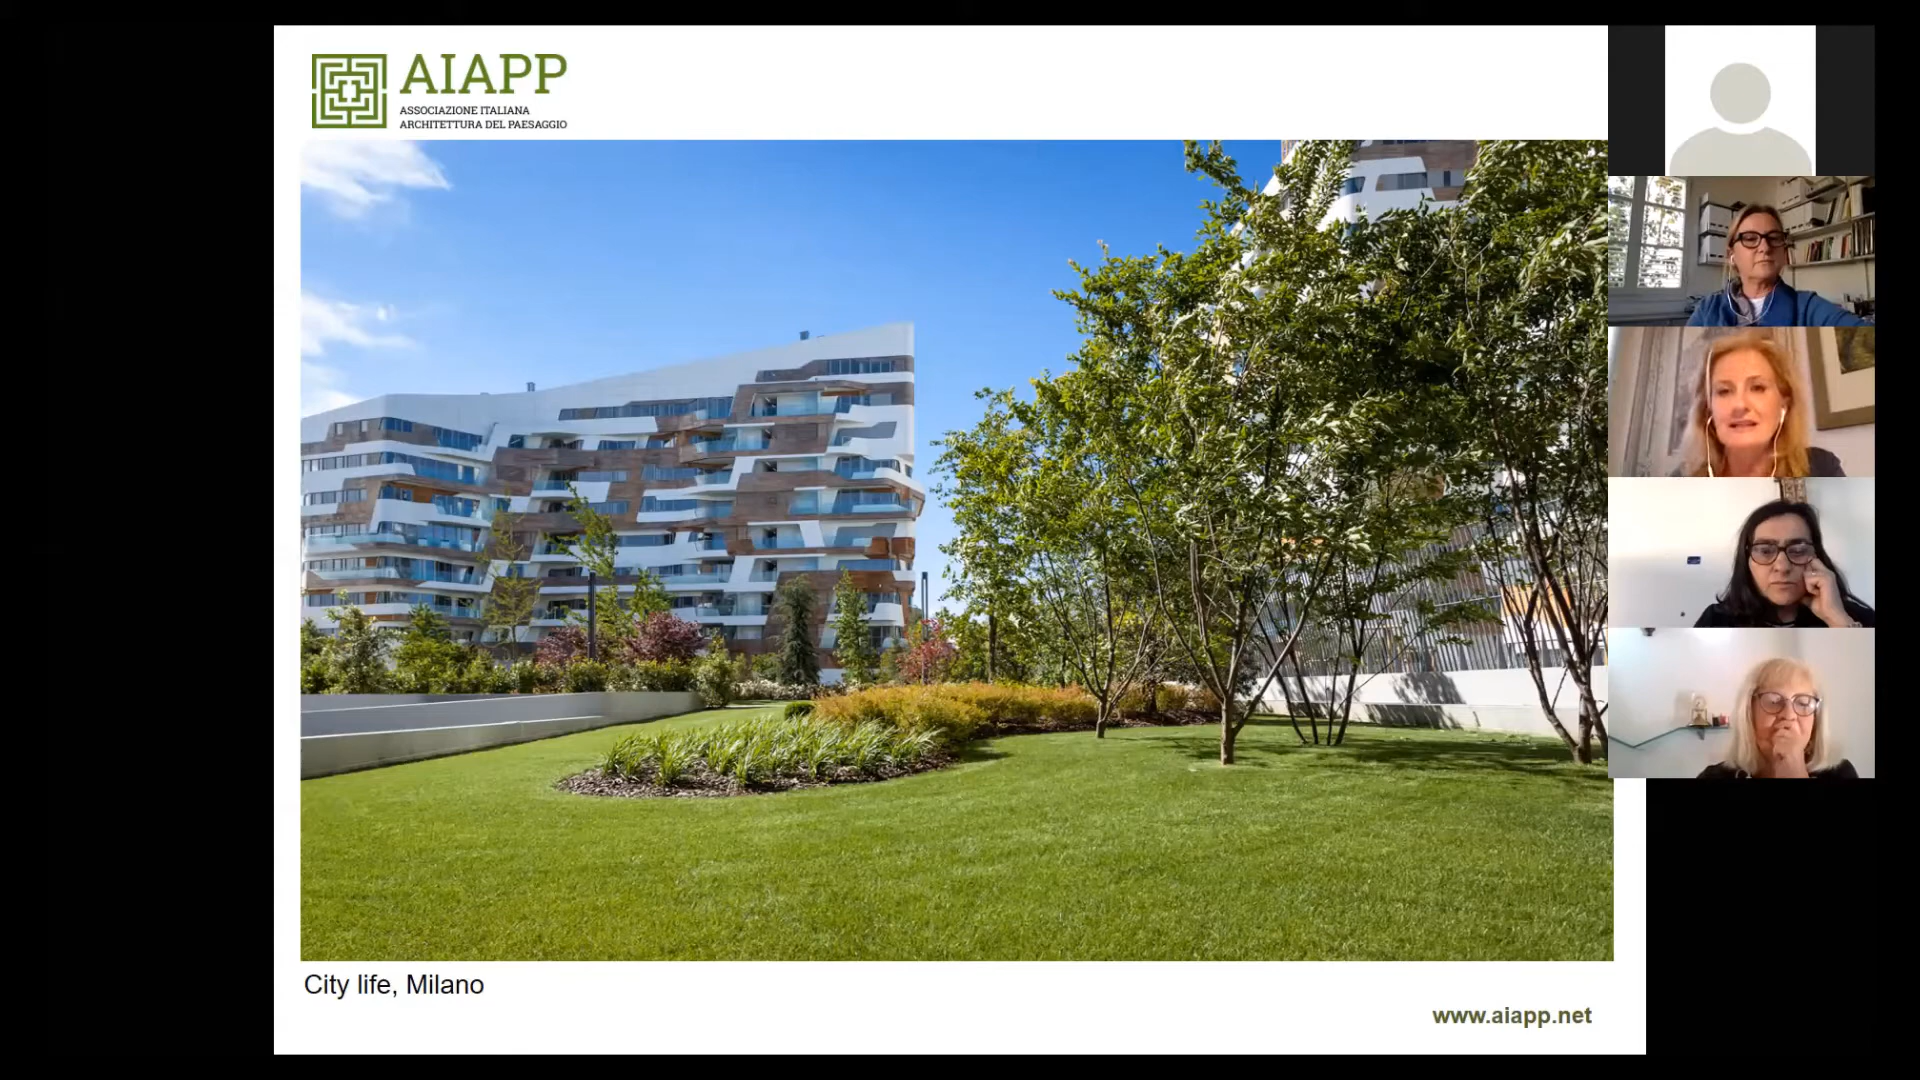 AIAPP
ASSOCIAZIONE ITALIANA
ARCHITETTURA DEL PAESAGGIO
City life, Milano
www.aiapp.net